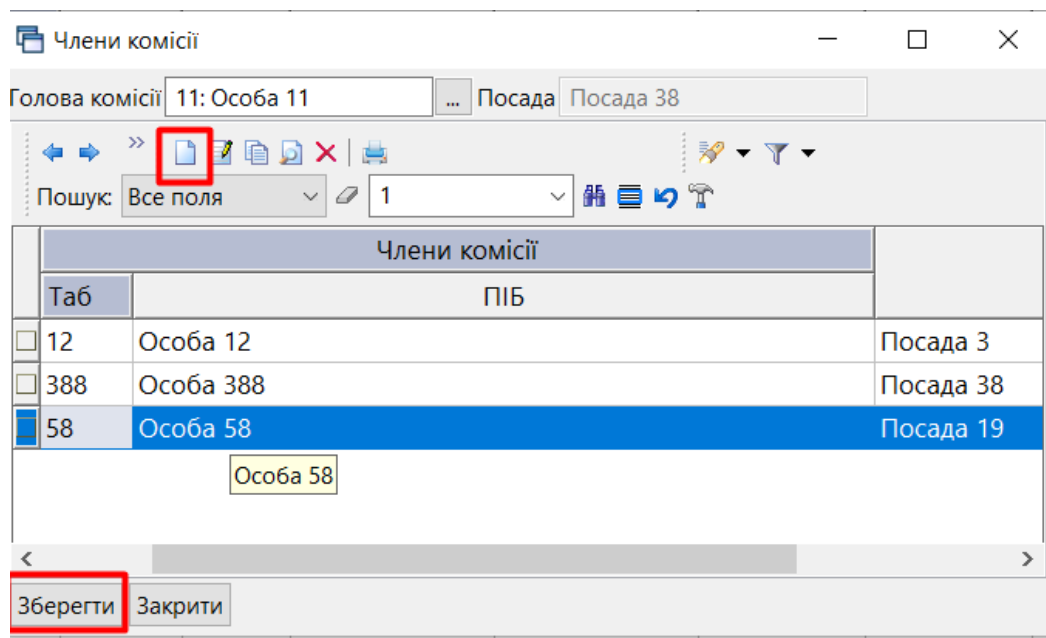 Члени комісії
Голова комісії 11: Особа 11 ... Посада Посада 38
Пошук: Все поля 1
Члени комісії
Таб ПІБ
12 Особа 12 Посада 3
388 Особа 388 Посада 38
58 Особа 58 Посада 19
Особа 58
Зберегти Закрити